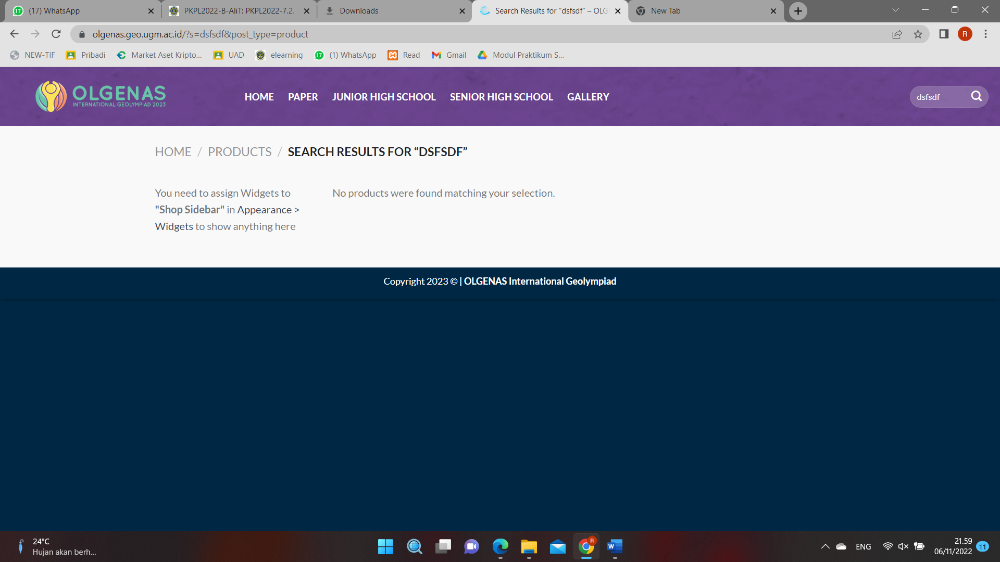 (17) WhatsApp
PKPL2022-B-AliT: PKPL2022-7.2.
Downloads
Search Results for “dsfsdf” – OLG
New Tab
olgenas.geo.ugm.ac.id/?s=dsfsdf&post_type=product
R
NEW-TIF
Pribadi
Market Aset Kripto...
UAD
elearning
(1) WhatsApp
Read
Gmail
Modul Praktikum S...
OLGENAS
INTERNATIONAL GEOLYMPIAD 2023
HOME
PAPER
JUNIOR HIGH SCHOOL
SENIOR HIGH SCHOOL
GALLERY
dsfsdf
HOME / PRODUCTS / SEARCH RESULTS FOR “DSFSDF”
You need to assign Widgets to
"Shop Sidebar" in Appearance >
Widgets to show anything here
No products were found matching your selection.
Copyright 2023 © | OLGENAS International Geolympiad
24°C
Hujan akan berh...
ENG
21.59
06/11/2022
11